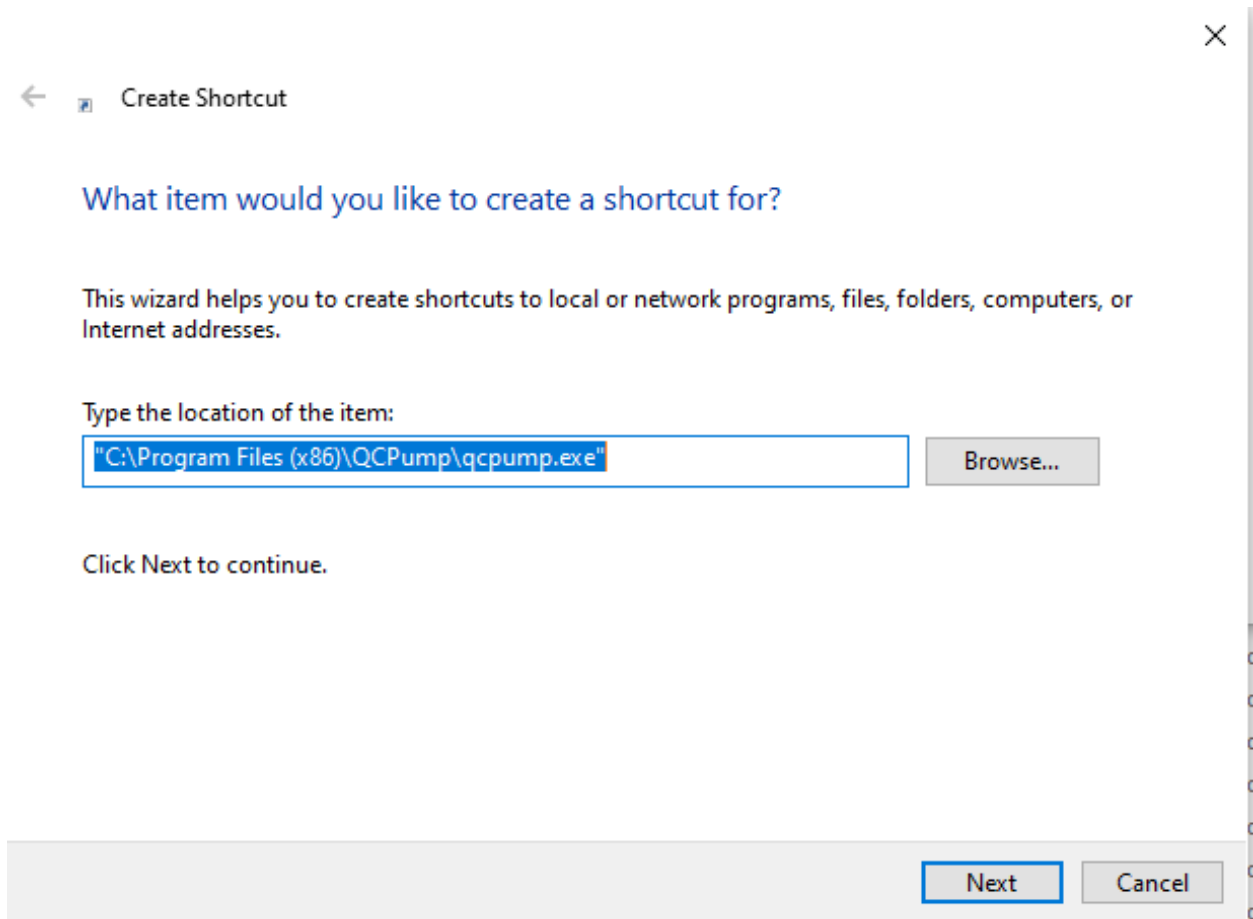 Create Shortcut
What item would you like to create a shortcut for?
This wizard helps you to create shortcuts to local or network programs, files, folders, computers, or
Internet addresses.
Type the location of the item:
"C:\Program Files (x86)\QCPump\qcpump.exe"
Browse...
Click Next to continue.
Next
Cancel